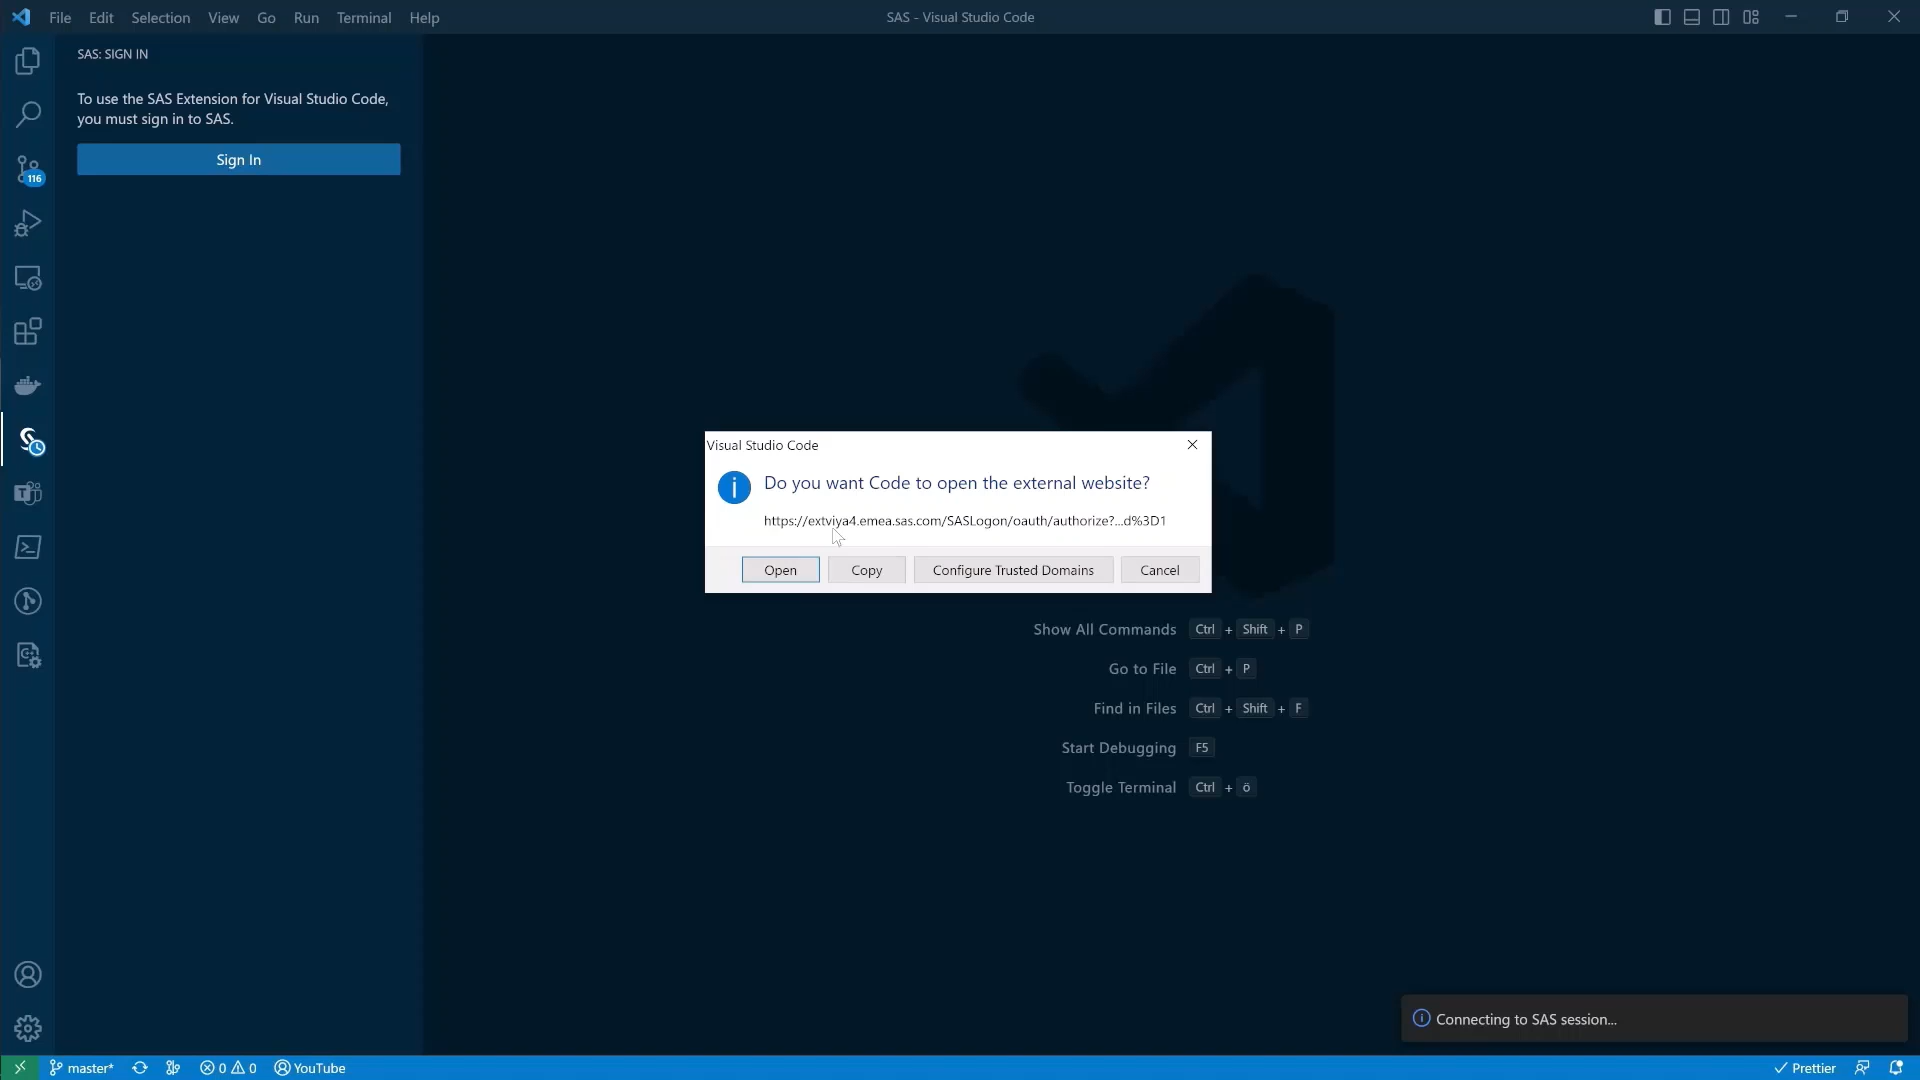 File Edit Selection View Go Run Terminal Help
SAS - Visual Studio Code
SAS: SIGN IN
To use the SAS Extension for Visual Studio Code,
you must sign in to SAS.
Sign In
116
Visual Studio Code
Do you want Code to open the external website?
https://extviya4.emea.sas.com/SASLogon/oauth/authorize?...d%3D1
Open Copy Configure Trusted Domains Cancel
Show All Commands Ctrl + Shift + P
Go to File Ctrl + P
Find in Files Ctrl + Shift + F
Start Debugging F5
Toggle Terminal Ctrl + ö
Connecting to SAS session...
master* 0 0 YouTube
Prettier